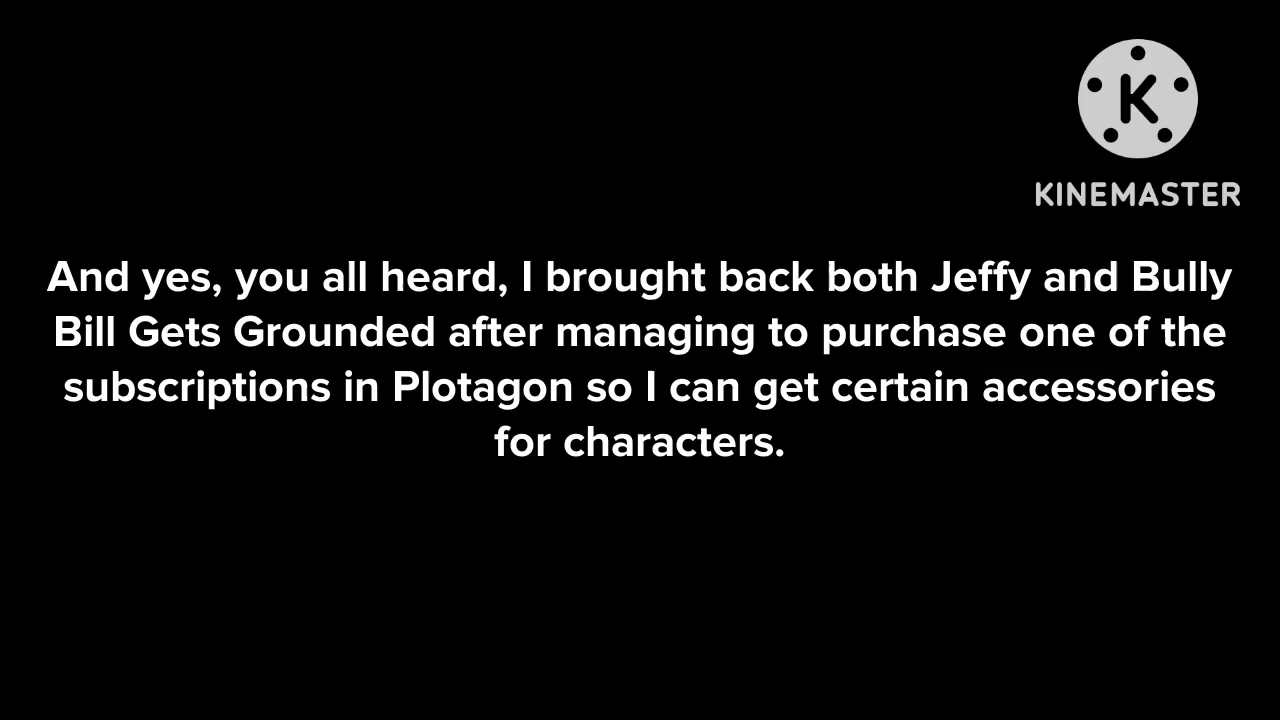 K
KINEMASTER
And yes, you all heard, I brought back both Jeffy and Bully
Bill Gets Grounded after managing to purchase one of the
subscriptions in Plotagon so I can get certain accessories
for characters.